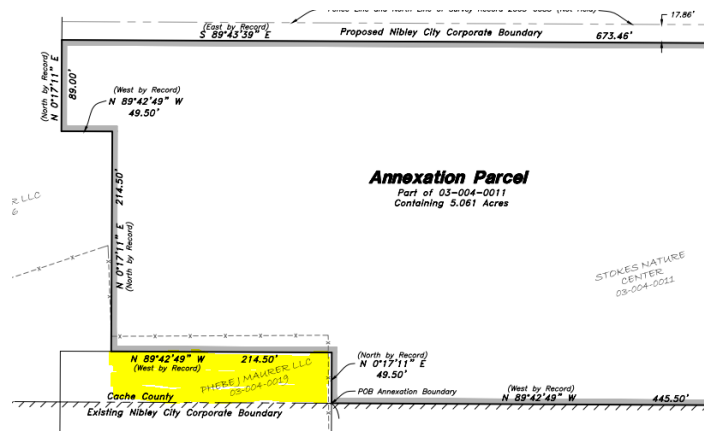 (East by Record)
S 89°43'39" E
Proposed Nibley City Corporate Boundary
673.46'
17.86'
(North by Record)
N 0°17'11" E
89.00'
(West by Record)
N 89°42'49" W
49.50'
Annexation Parcel
Part of 03-004-0011
Containing 5.061 Acres
R LLC
214.50'
N 0°17'11" E
(North by Record)
STOKES NATURE
CENTER
03-004-0011
N 89°42'49" W 214.50'
(West by Record)
PHEBE J MAURER LLC
03-004-0019
(North by Record)
N 0°17'11" E
49.50'
POB Annexation Boundary
(West by Record)
N 89°42'49" W
445.50'
Cache County
Existing Nibley City Corporate Boundary